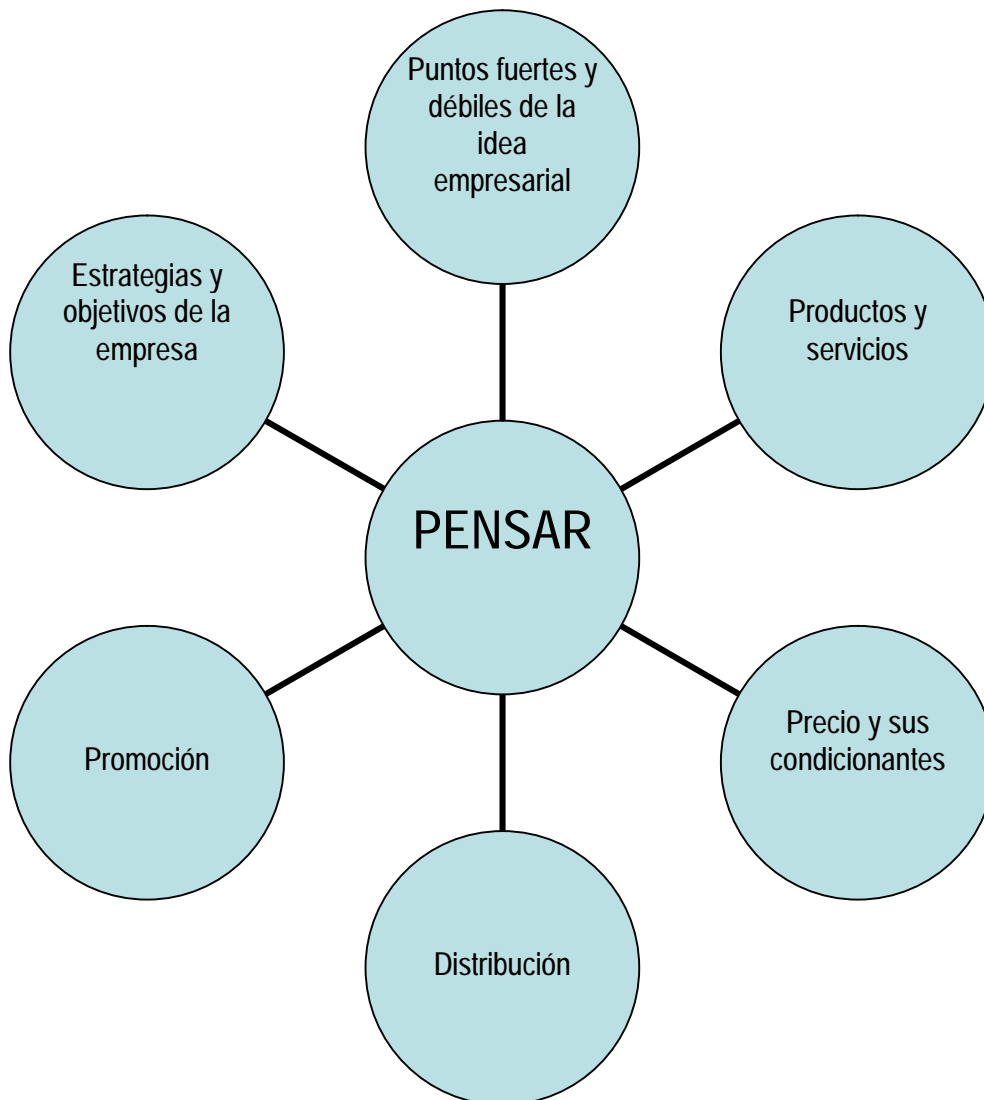 Puntos fuertes y
débiles de la
idea
empresarial
Estrategias y
objetivos de la
empresa
Productos y
servicios
PENSAR
Promoción
Precio y sus
condicionantes
Distribución